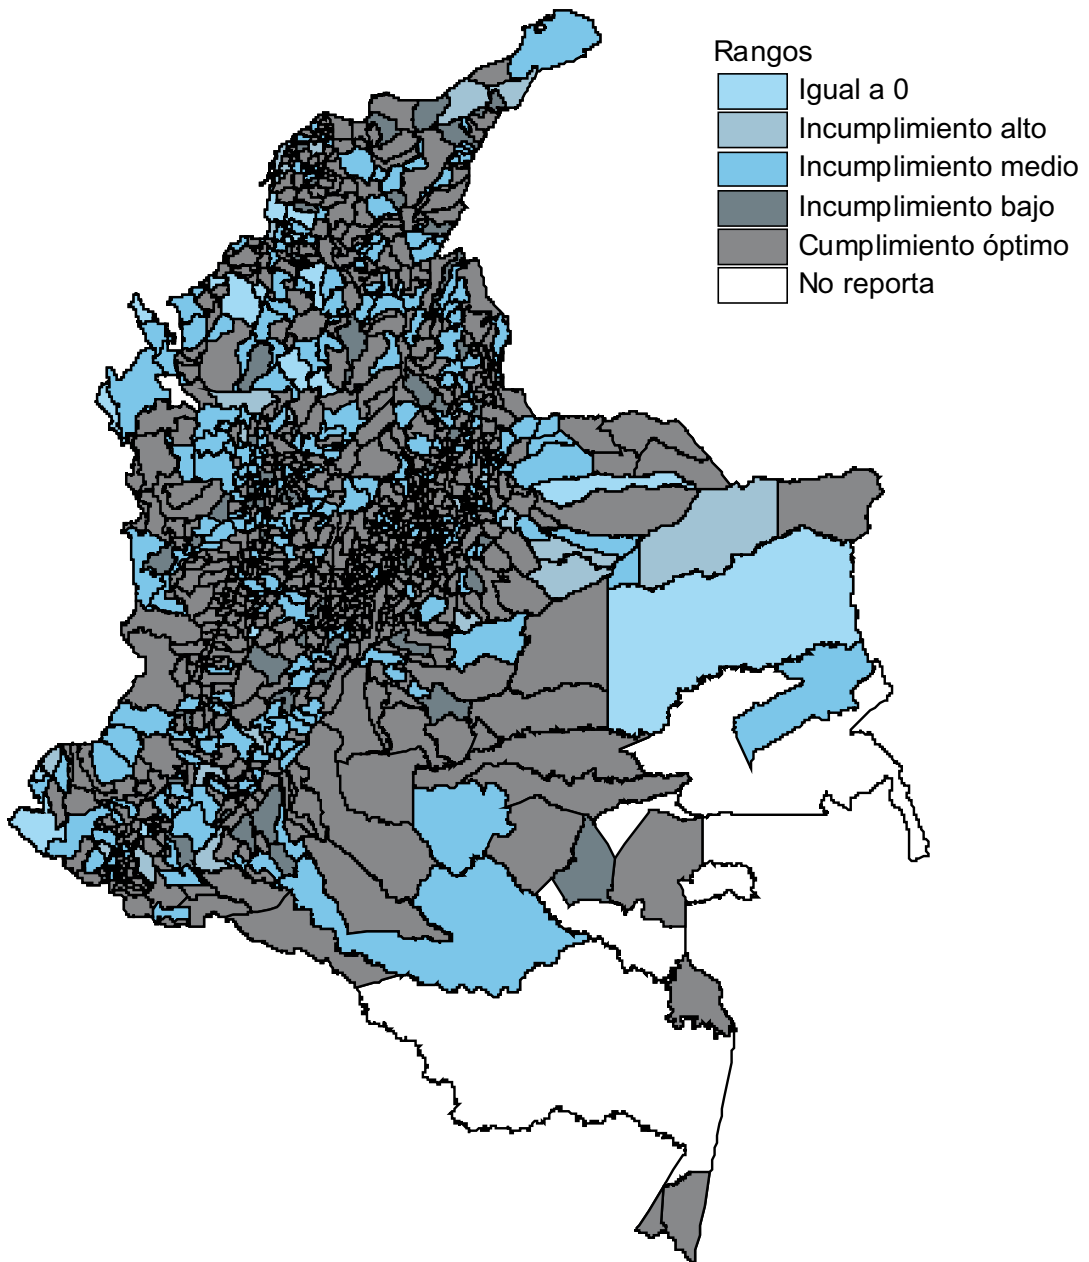 Rangos
Igual a 0
Incumplimiento alto
Incumplimiento medio
Incumplimiento bajo
Cumplimiento óptimo
No reporta